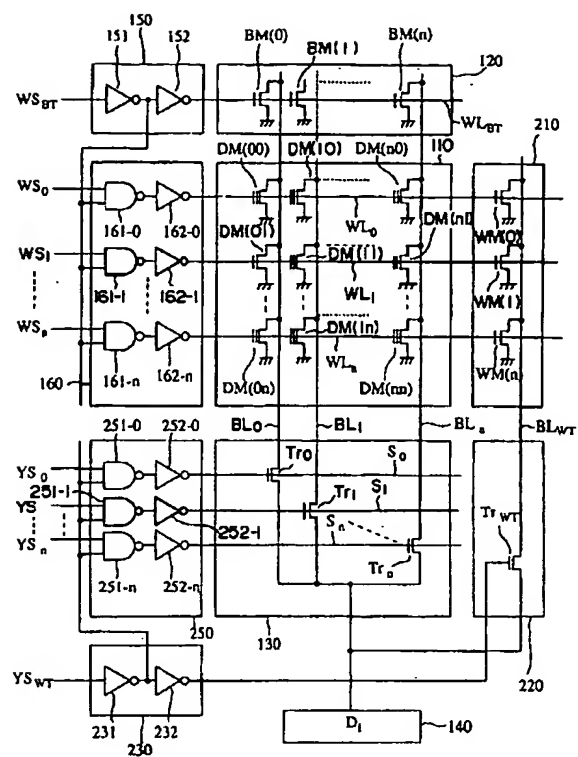 150
151 152
BM(0) BM(1) BM(n)
120
WS_BT
WL_BT
110 210
DM(00) DM(10) DM(n0)
WS_0
WL_0
161-0 162-0
WM(0)
DM(01) DM(11) DM(n1)
WS_1
WL_1
161-1 162-1
WM(1)
DM(1n)
WS_n
WL_n
160
161-n 162-n
DM(0n) DM(nn)
WM(n)
251-0 252-0
BL_0 BL_1 BL_n BL_WT
YS_0
Tr_0 S_0
251-1
YS
Tr_1 S_1
252-1
S_n
Tr_WT
YS_n
Tr_n
251-n 252-n
250 130 220
YS_WT
231 232
230
D_i
140